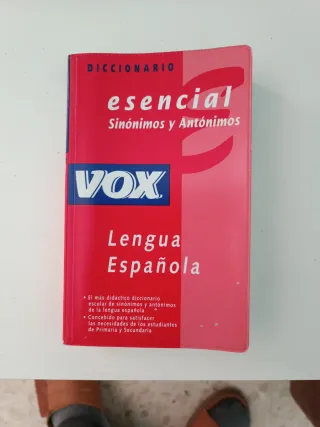 DICCIONARIO
esencial
Sinónimos y Antónimos
VOX
Lengua
Española
• El más didáctico diccionario
escolar de sinónimos y antónimos
de la lengua española
• Concebido para satisfacer
las necesidades de los estudiantes
de Primaria y Secundaria